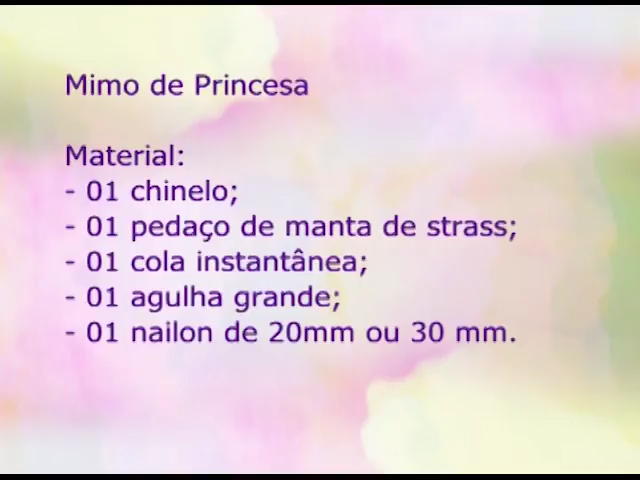 Mimo de Princesa
Material:
- 01 chinelo;
- 01 pedaço de manta de strass;
- 01 cola instantânea;
- 01 agulha grande;
- 01 nailon de 20mm ou 30 mm.